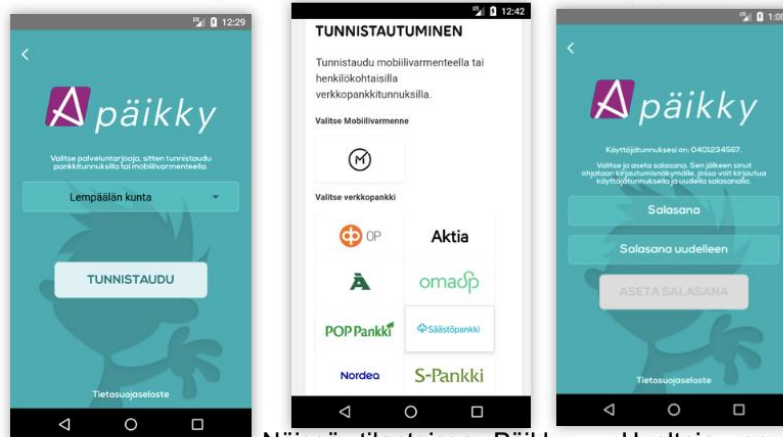 12:29
päikky
Valitse palveluntarjoaja, sitten tunnistaudu
pankkitunnuksilla tai mobiilivarmenteella.
Lempäälän kunta
TUNNISTAUDU
Tietosuojaseloste
12:42
TUNNISTAUTUMINEN
Tunnistaudu mobiilivarmenteella tai
henkilökohtaisilla
verkkopankkitunnuksilla.
Valitse Mobiilivarmenne
Valitse verkkopankki
OP
Aktia
Å
omasp
POP Pankki
Säästöpankki
Nordea
S-Pankki
päikky
Käyttäjätunnuksesi on: 0401234567.
Valitse ja aseta salasana. Sen jälkeen sinut
ohjataan kirjautumisnäkymälle, jossa voit kirjautua
käyttäjätunnuksella ja uudella salasanalla.
Salasana
Salasana uudelleen
ASETA SALASANA
Tietosuojaseloste